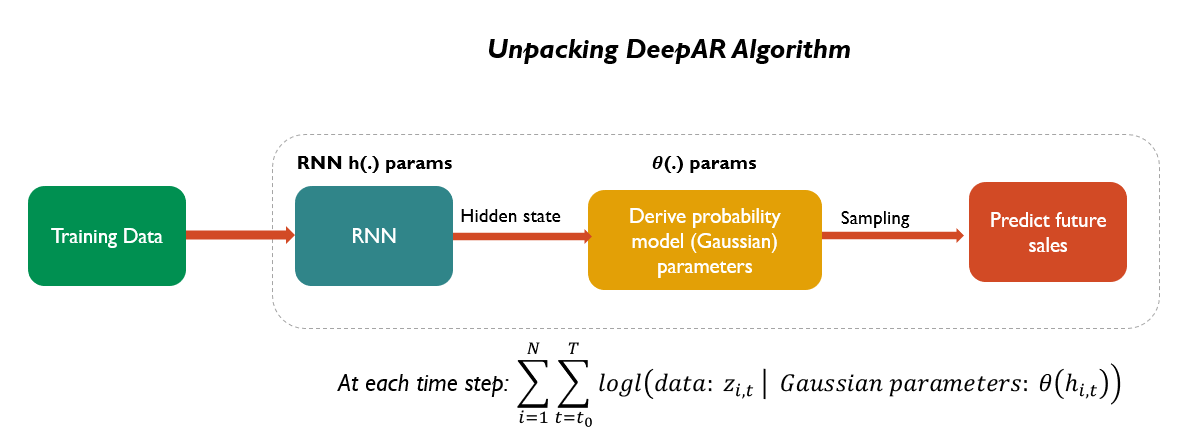 Unpacking DeepAR Algorithm
RNN h(.) params
θ(.) params
Training Data
RNN
Hidden state
Derive probability
model (Gaussian)
parameters
Sampling
Predict future
sales
At each time step: ∑_{i=1}^{N} ∑_{t=t₀}^{T} logl(data: z_{i,t} | Gaussian parameters: θ(h_{i,t}))